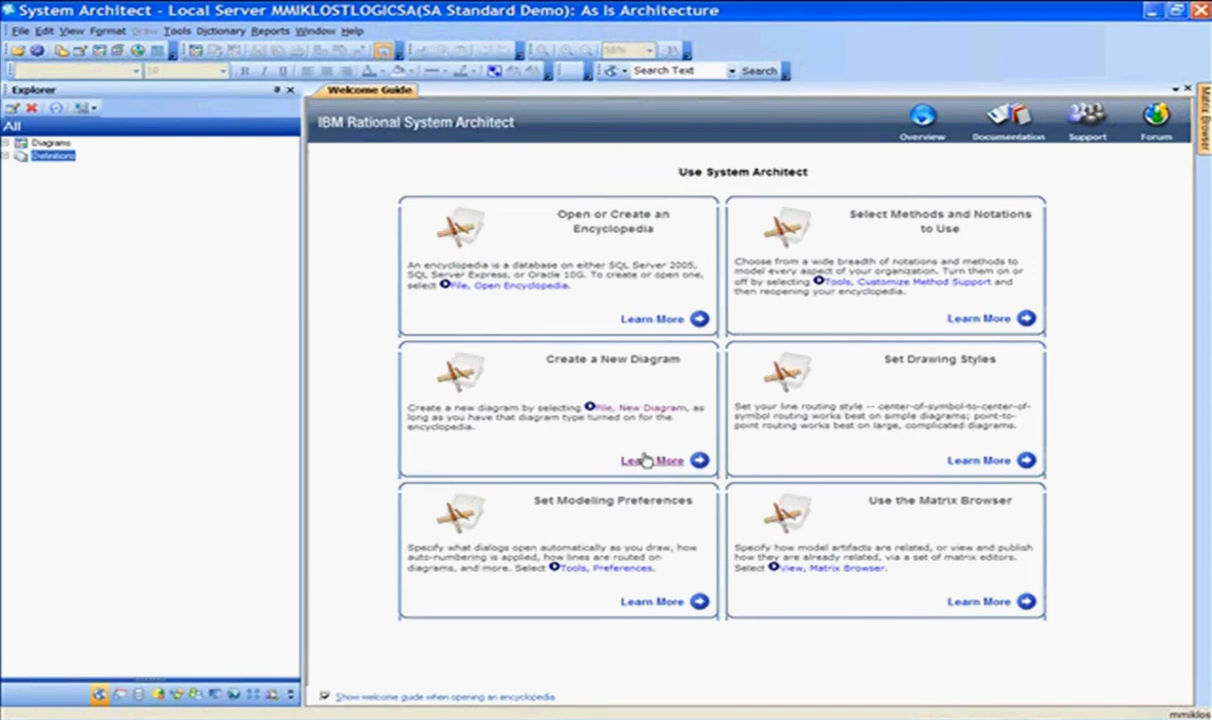 System Architect - Local Server MMIKLOSTLOGICSA(SA Standard Demo): As Is Architecture
File Edit View Format Draw Tools Dictionary Reports Window Help
58%
10
Search Text Search
Explorer
All
Diagrams
Definitions
Welcome Guide
Matrix Browser
IBM Rational System Architect
Overview
Documentation
Support
Forum
Use System Architect
Open or Create an
Encyclopedia
An encyclopedia is a database on either SQL Server 2005,
SQL Server Express, or Oracle 10G. To create or open one,
select File, Open Encyclopedia.
Learn More
Select Methods and Notations
to Use
Choose from a wide breadth of notations and methods to
model every aspect of your organization. Turn them on or
off by selecting Tools, Customize Method Support and
then reopening your encyclopedia.
Learn More
Create a New Diagram
Create a new diagram by selecting File, New Diagram, as
long as you have that diagram type turned on for the
encyclopedia.
Learn More
Set Drawing Styles
Set your line routing style -- center-of-symbol-to-center-of-
symbol routing works best on simple diagrams; point-to-
point routing works best on large, complicated diagrams.
Learn More
Set Modeling Preferences
Specify what dialogs open automatically as you draw, how
auto-numbering is applied, how lines are routed on
diagrams, and more. Select Tools, Preferences.
Learn More
Use the Matrix Browser
Specify how model artifacts are related, or view and publish
how they are already related, via a set of matrix editors.
Select View, Matrix Browser.
Learn More
Show welcome guide when opening an encyclopedia
mmiklos